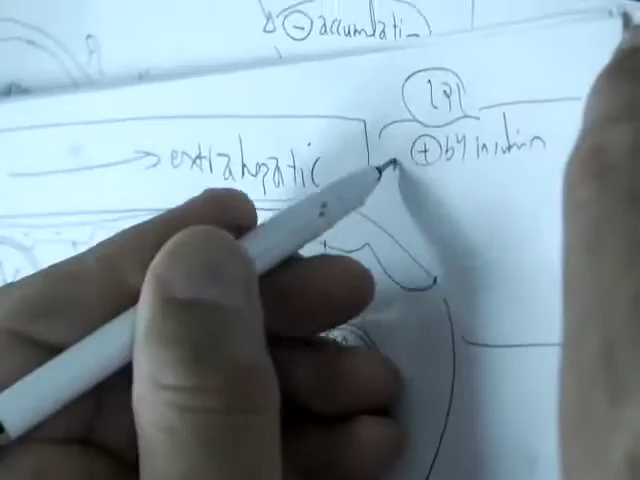 ⊖ accumulati
LPL
extrahepatic
⊕ by insulin